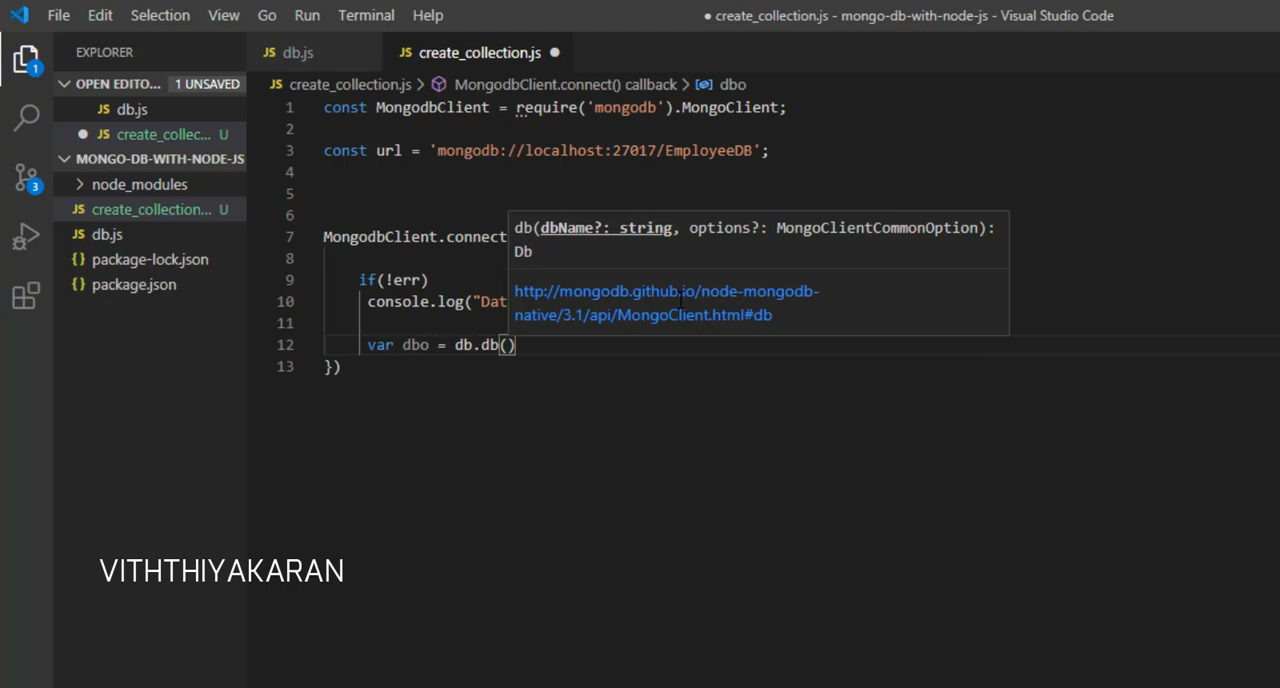 File Edit Selection View Go Run Terminal Help ● create_collection.js - mongo-db-with-node-js - Visual Studio Code
EXPLORER
OPEN EDITO... 1 UNSAVED
JS db.js
● JS create_collec... U
MONGO-DB-WITH-NODE-JS
node_modules
JS create_collection... U
JS db.js
{} package-lock.json
{} package.json
1
3
JS db.js JS create_collection.js ●
JS create_collection.js > MongodbClient.connect() callback > dbo
1 const MongodbClient = require('mongodb').MongoClient;
2
3 const url = 'mongodb://localhost:27017/EmployeeDB';
4
5
6
7 MongodbClient.connect
8
9 if(!err)
10 console.log("Dat
11
12 var dbo = db.db()
13 })
db(dbName?: string, options?: MongoClientCommonOption):
Db
http://mongodb.github.io/node-mongodb-
native/3.1/api/MongoClient.html#db
VITHTHIYAKARAN